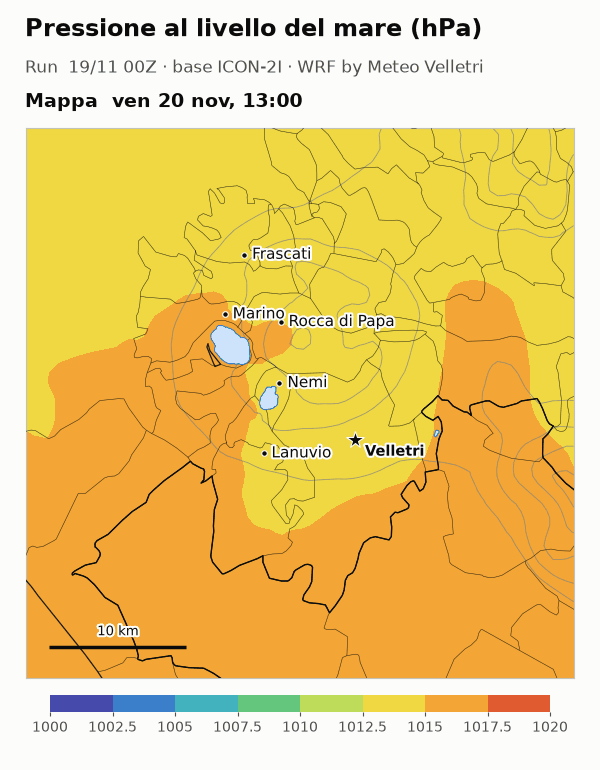 Pressione al livello del mare (hPa)
Run  19/11 00Z · base ICON-2I · WRF by Meteo Velletri
Mappa  ven 20 nov, 13:00
Frascati
Marino
Rocca di Papa
Nemi
Velletri
Lanuvio
10 km
1000 1002.5 1005 1007.5 1010 1012.5 1015 1017.5 1020